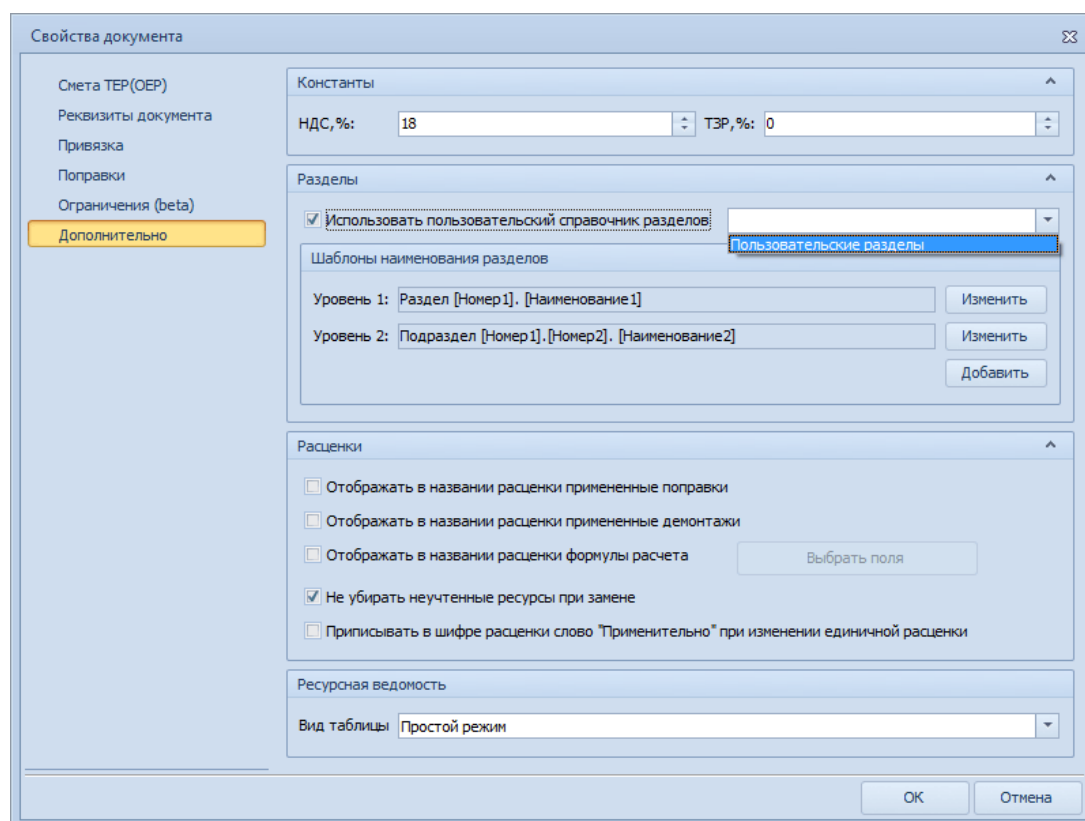 Свойства документа
Смета ТЕР(ОЕР)
Реквизиты документа
Привязка
Поправки
Ограничения (beta)
Дополнительно
Константы
НДС,%: 18 ТЗР,%: 0
Разделы
Использовать пользовательский справочник разделов
Пользовательские разделы
Шаблоны наименования разделов
Уровень 1: Раздел [Номер1]. [Наименование1] Изменить
Уровень 2: Подраздел [Номер1].[Номер2]. [Наименование2] Изменить
Добавить
Расценки
Отображать в названии расценки примененные поправки
Отображать в названии расценки примененные демонтажи
Отображать в названии расценки формулы расчета Выбрать поля
Не убирать неучтенные ресурсы при замене
Приписывать в шифре расценки слово "Применительно" при изменении единичной расценки
Ресурсная ведомость
Вид таблицы Простой режим
ОК Отмена